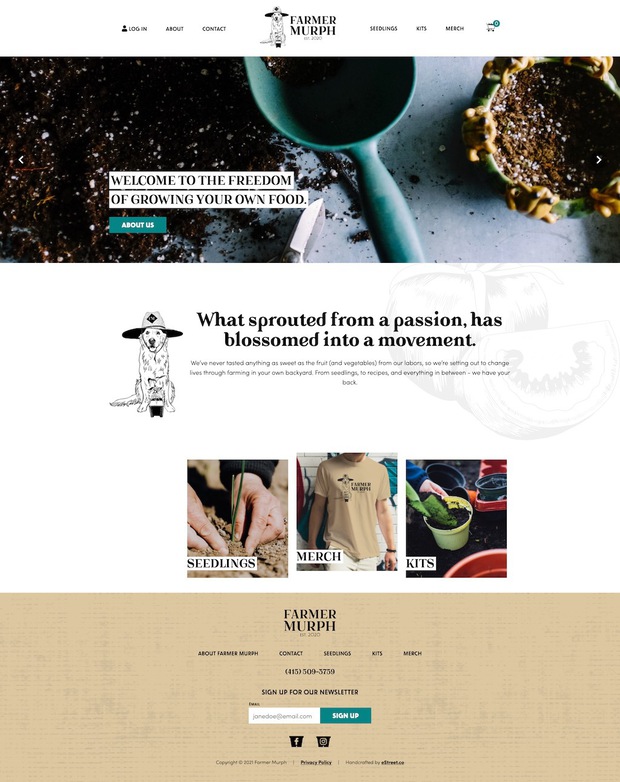 LOG IN
ABOUT
CONTACT
FARMER
MURPH
est. 2020
SEEDLINGS
KITS
MERCH
0
WELCOME TO THE FREEDOM
OF GROWING YOUR OWN FOOD.
ABOUT US
What sprouted from a passion, has
blossomed into a movement.
We've never tasted anything as sweet as the fruit (and vegetables) from our labors, so we're setting out to change
lives through farming in your own backyard. From seedlings, to recipes, and everything in between – we have your
back.
SEEDLINGS
FARMER
MURPH
MERCH
KITS
FARMER
MURPH
est. 2020
ABOUT FARMER MURPH
CONTACT
SEEDLINGS
KITS
MERCH
(415) 509-3759
SIGN UP FOR OUR NEWSLETTER
EMAIL
janedoe@email.com
SIGN UP
Copyright © 2021 Farmer Murph | Privacy Policy | Handcrafted by eStreet.co